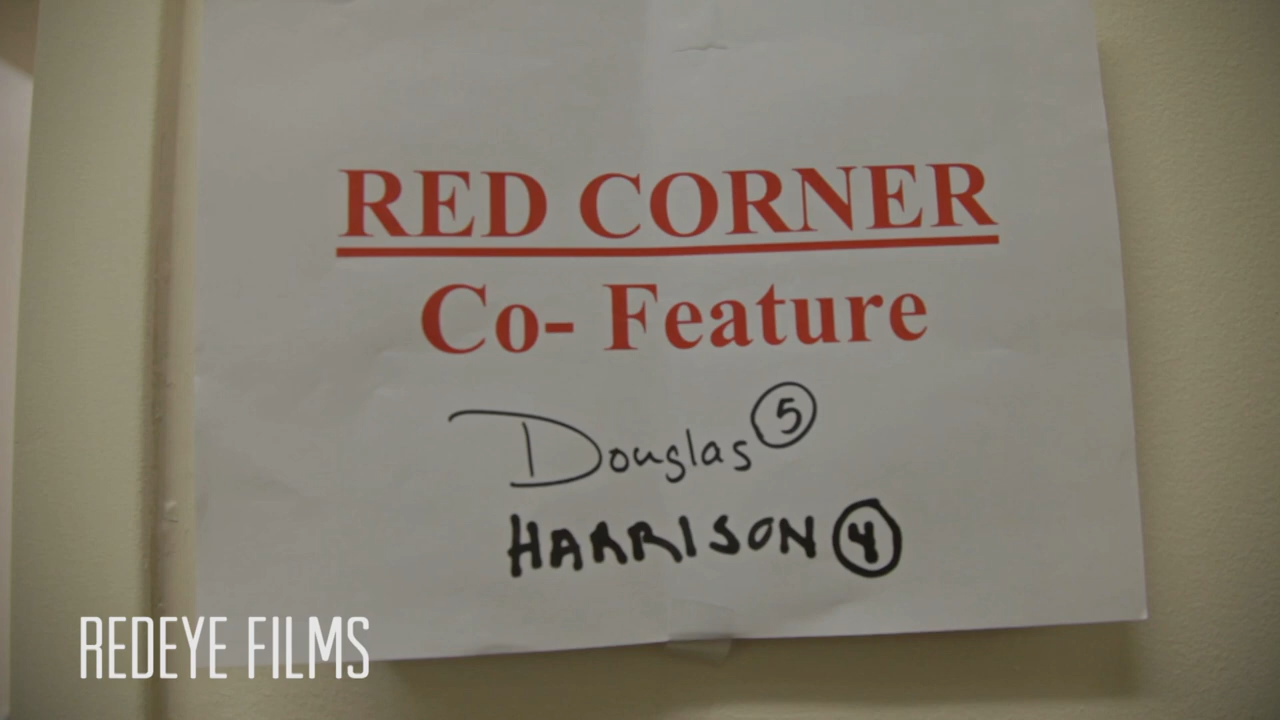 RED CORNER
Co- Feature
Douglas 5
HARRISON 4
REDEYE FILMS